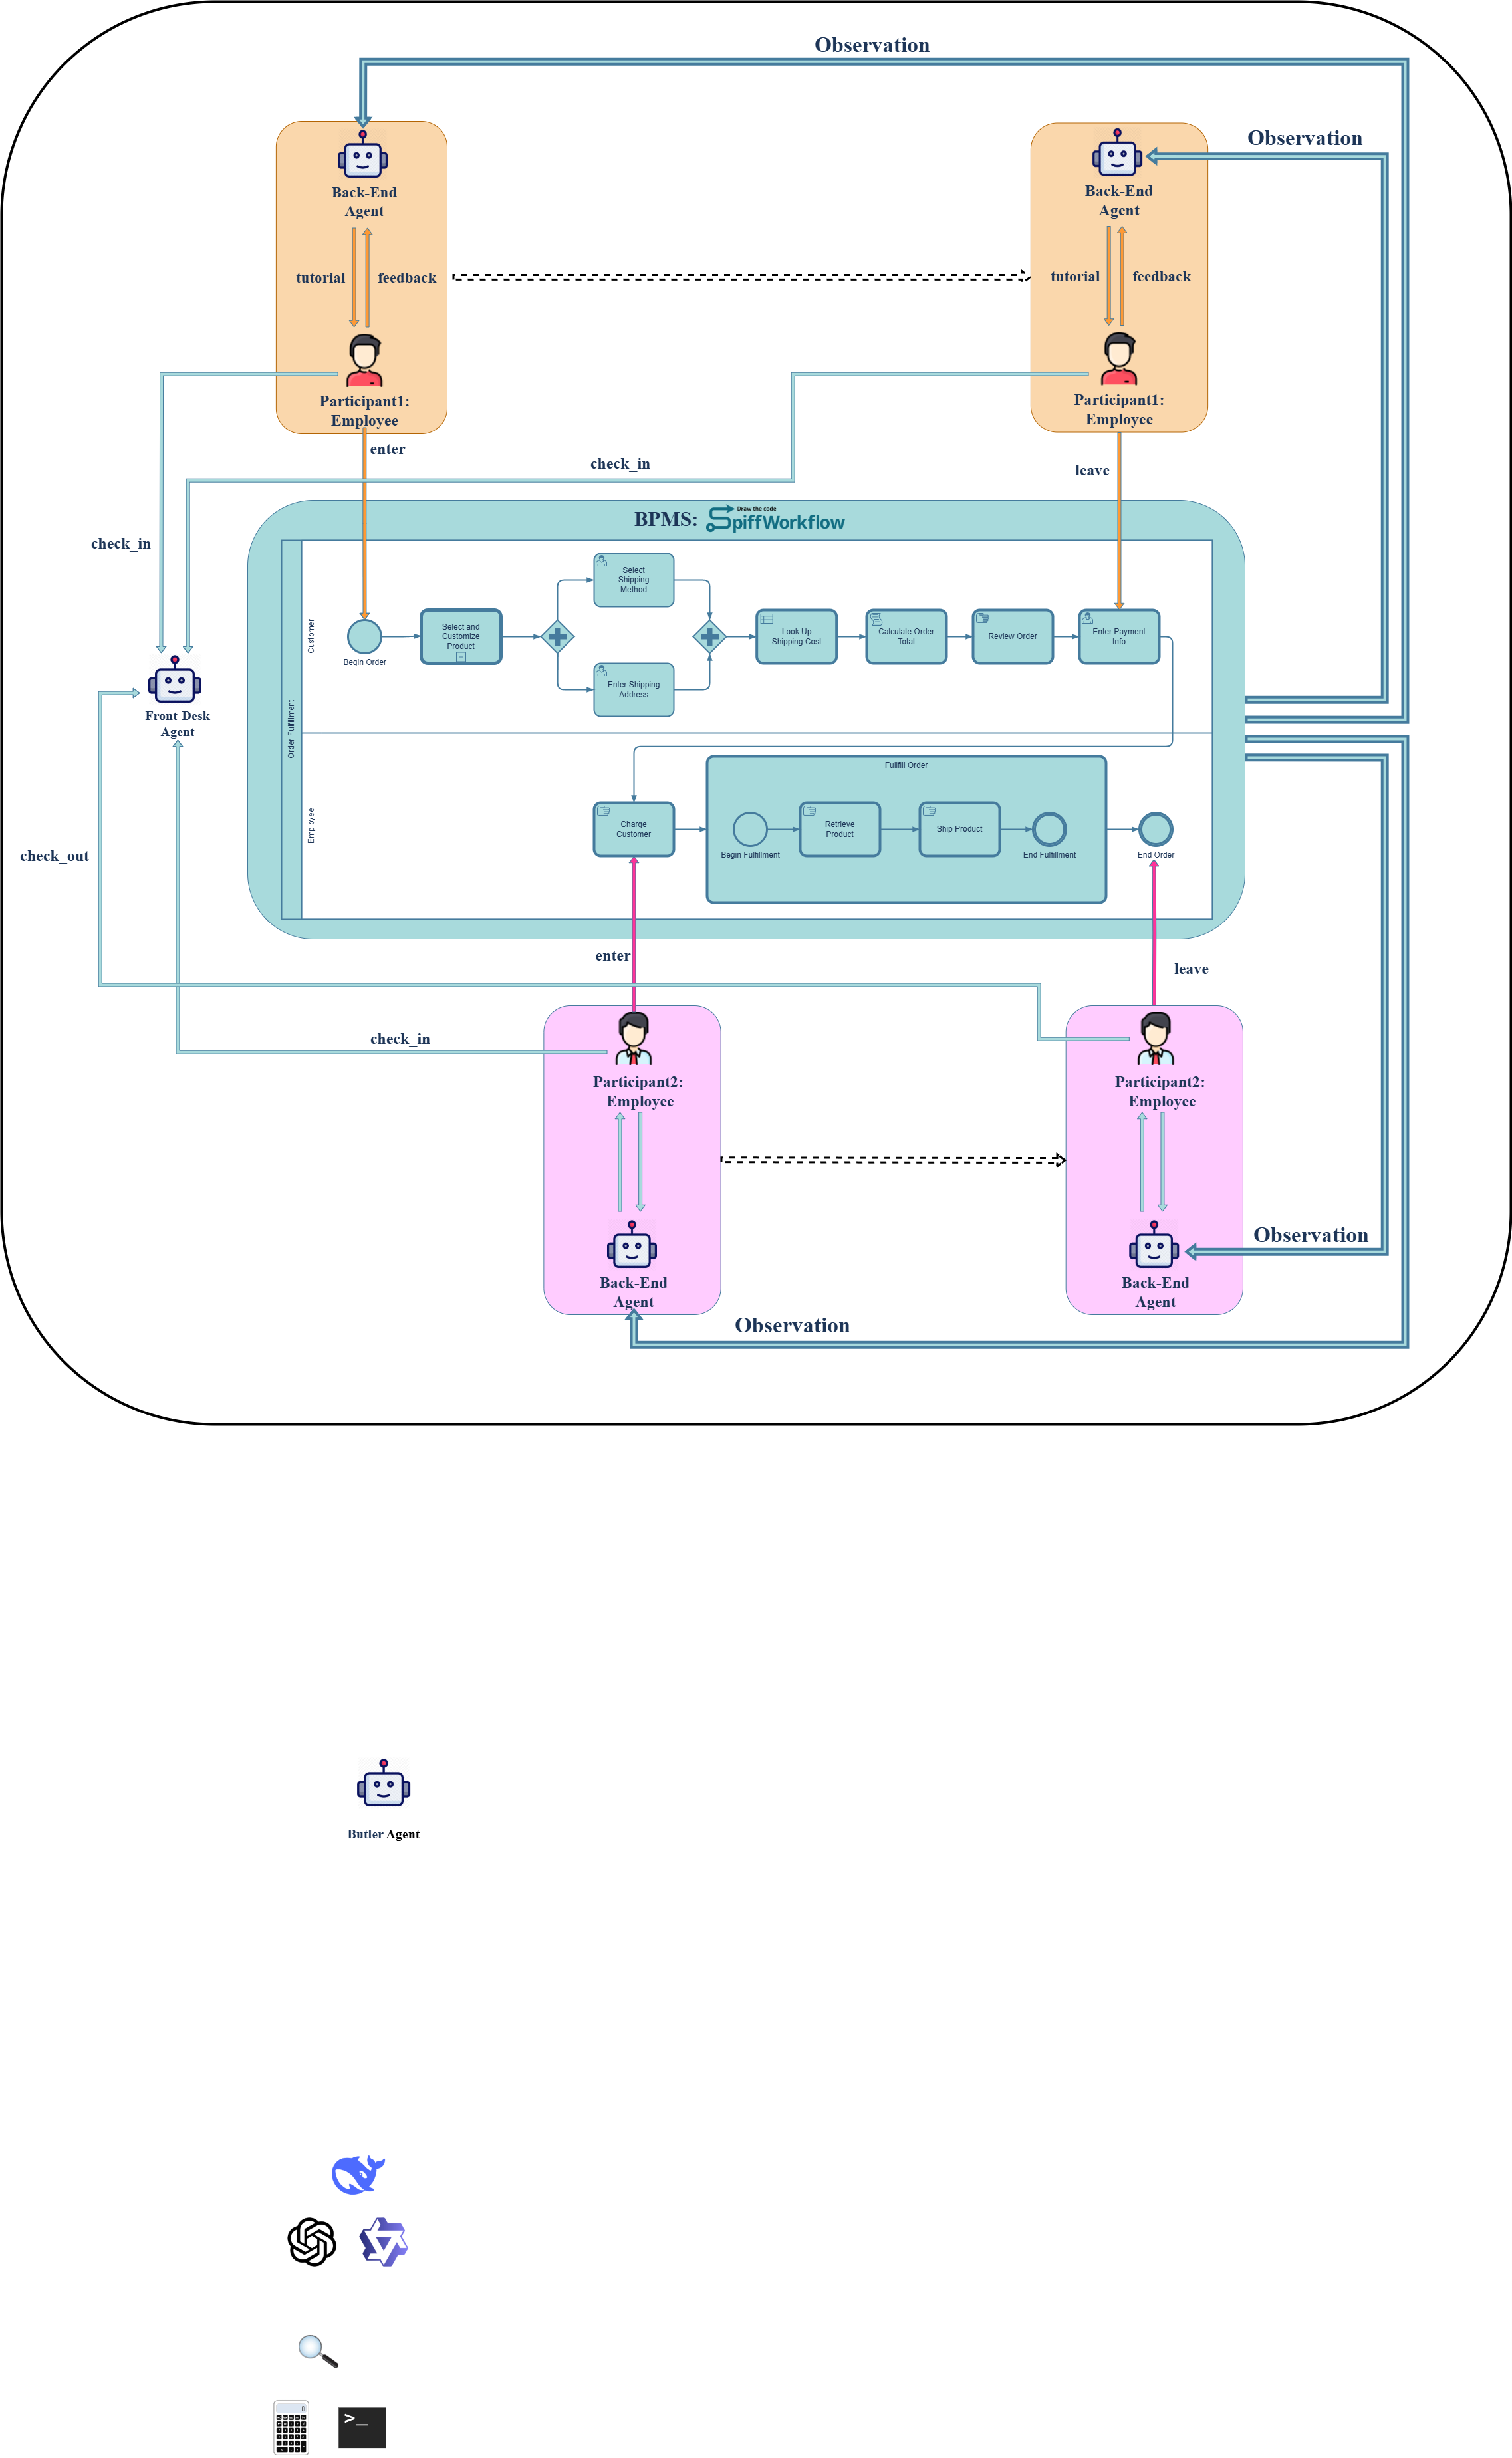 Observation
Observation
Back-End
Agent
tutorial
feedback
Participant1:
Employee
Back-End
Agent
tutorial
feedback
Participant1:
Employee
enter
check_in
leave
check_in
BPMS:
Draw the code
SpiffWorkflow
Order Fulfillment
Customer
Begin Order
Select and
Customize
Product
Select
Shipping
Method
Enter Shipping
Address
Look Up
Shipping Cost
Calculate Order
Total
Review Order
Enter Payment
Info
Front-Desk
Agent
Employee
Charge
Customer
Fullfill Order
Begin Fulfillment
Retrieve
Product
Ship Product
End Fulfillment
End Order
check_out
enter
leave
check_in
Participant2:
Employee
Back-End
Agent
Participant2:
Employee
Back-End
Agent
Observation
Observation
Butler Agent
>_